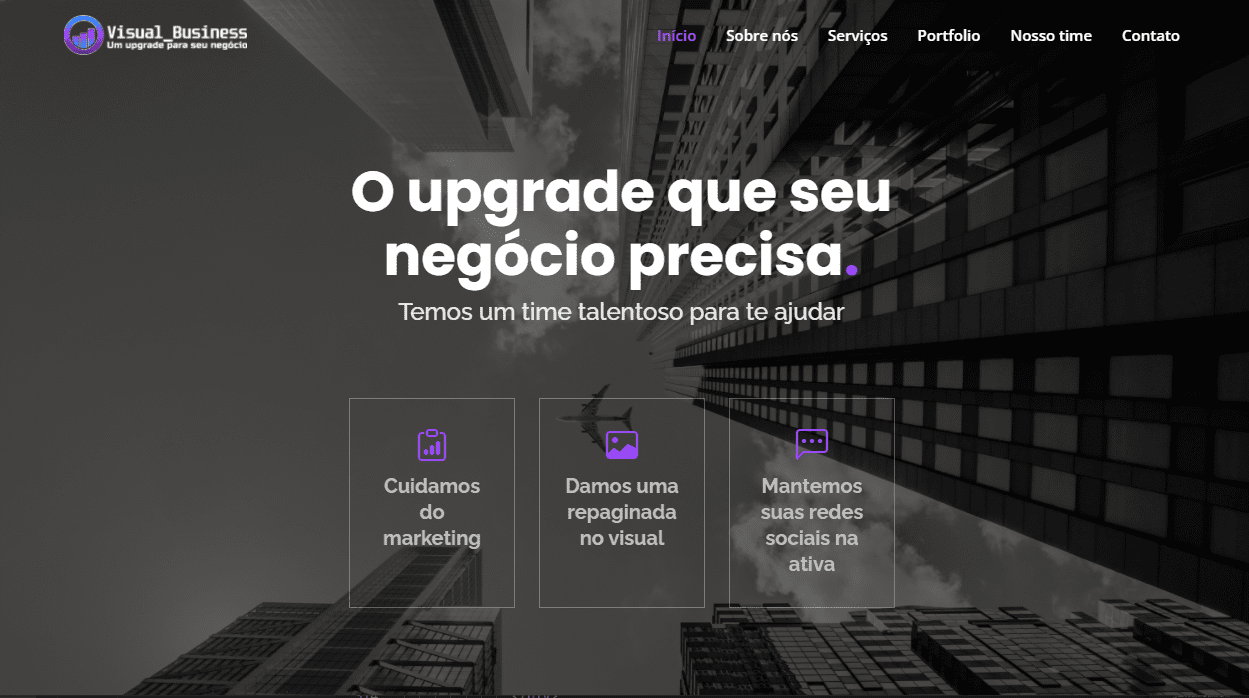 Visual_Business
Um upgrade para seu negócio
Início
Sobre nós
Serviços
Portfolio
Nosso time
Contato
O upgrade que seu
negócio precisa.
Temos um time talentoso para te ajudar
Cuidamos
do
marketing
Damos uma
repaginada
no visual
Mantemos
suas redes
sociais na
ativa